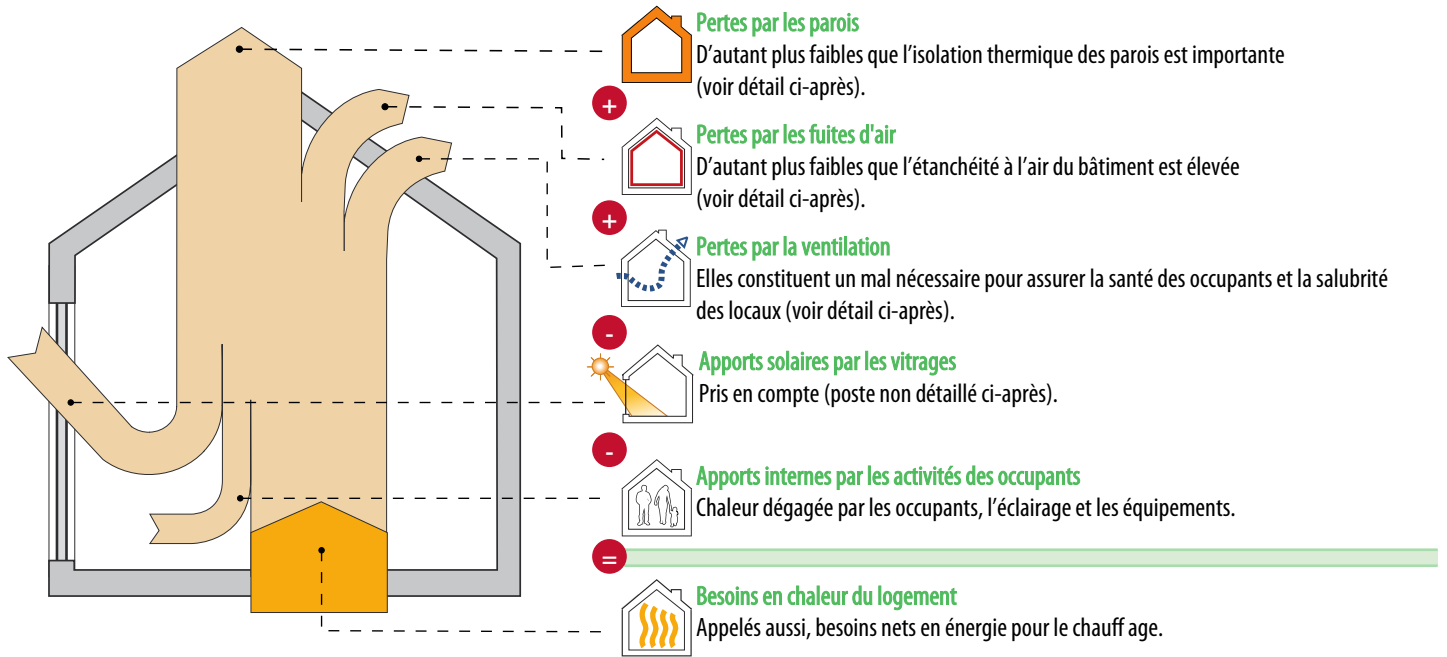 Pertes par les parois
D'autant plus faibles que l'isolation thermique des parois est importante
(voir détail ci-après).
+
Pertes par les fuites d'air
D'autant plus faibles que l'étanchéité à l'air du bâtiment est élevée
(voir détail ci-après).
+
Pertes par la ventilation
Elles constituent un mal nécessaire pour assurer la santé des occupants et la salubrité
des locaux (voir détail ci-après).
-
Apports solaires par les vitrages
Pris en compte (poste non détaillé ci-après).
-
Apports internes par les activités des occupants
Chaleur dégagée par les occupants, l'éclairage et les équipements.
=
Besoins en chaleur du logement
Appelés aussi, besoins nets en énergie pour le chauff age.